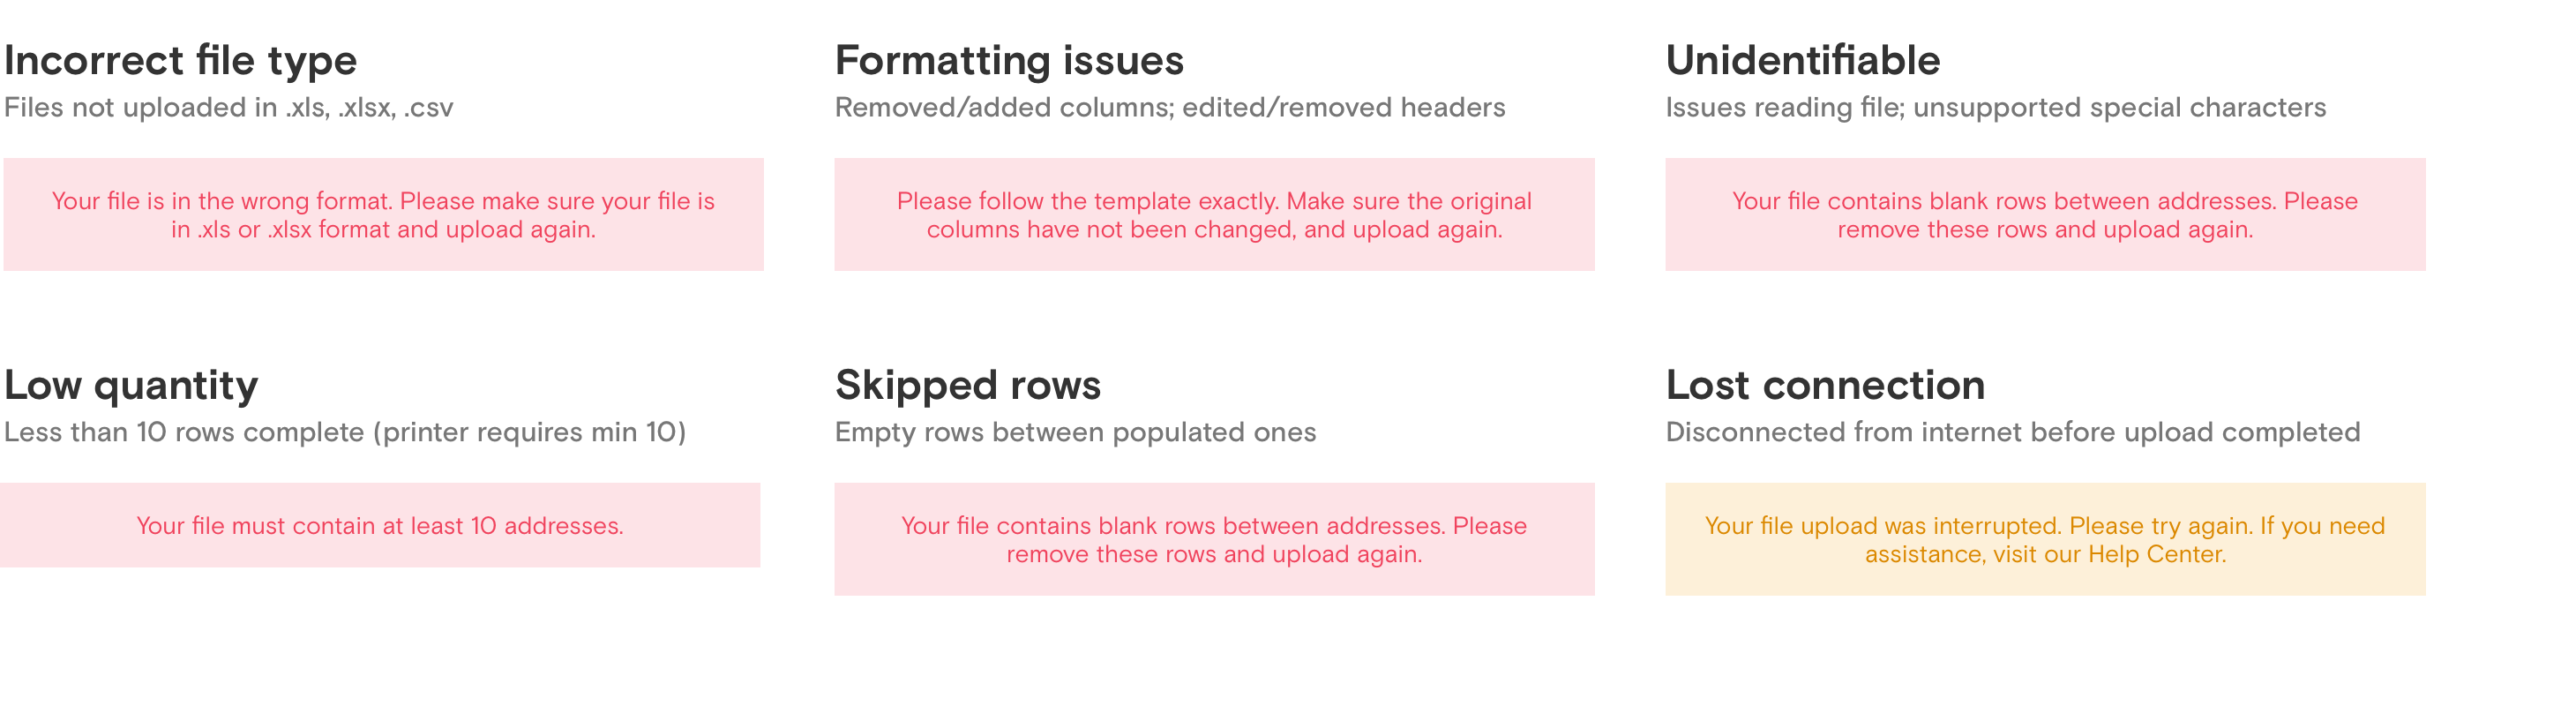 Incorrect file type
Files not uploaded in .xls, .xlsx, .csv
Your file is in the wrong format. Please make sure your file is
in .xls or .xlsx format and upload again.
Formatting issues
Removed/added columns; edited/removed headers
Please follow the template exactly. Make sure the original
columns have not been changed, and upload again.
Unidentifiable
Issues reading file; unsupported special characters
Your file contains blank rows between addresses. Please
remove these rows and upload again.
Low quantity
Less than 10 rows complete (printer requires min 10)
Your file must contain at least 10 addresses.
Skipped rows
Empty rows between populated ones
Your file contains blank rows between addresses. Please
remove these rows and upload again.
Lost connection
Disconnected from internet before upload completed
Your file upload was interrupted. Please try again. If you need
assistance, visit our Help Center.